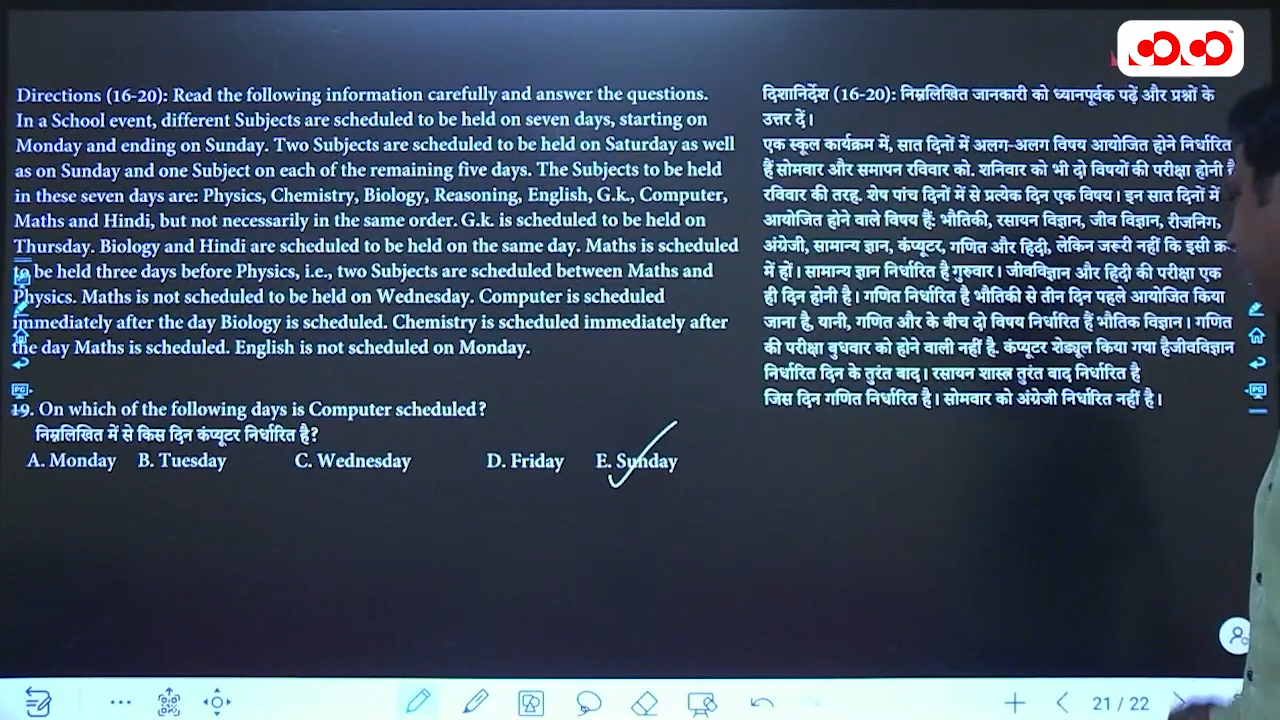 Directions (16-20): Read the following information carefully and answer the questions.
In a School event, different Subjects are scheduled to be held on seven days, starting on
Monday and ending on Sunday. Two Subjects are scheduled to be held on Saturday as well
as on Sunday and one Subject on each of the remaining five days. The Subjects to be held
in these seven days are: Physics, Chemistry, Biology, Reasoning, English, G.k., Computer,
Maths and Hindi, but not necessarily in the same order. G.k. is scheduled to be held on
Thursday. Biology and Hindi are scheduled to be held on the same day. Maths is scheduled
to be held three days before Physics, i.e., two Subjects are scheduled between Maths and
Physics. Maths is not scheduled to be held on Wednesday. Computer is scheduled
immediately after the day Biology is scheduled. Chemistry is scheduled immediately after
the day Maths is scheduled. English is not scheduled on Monday.
19. On which of the following days is Computer scheduled?
निम्नलिखित में से किस दिन कंप्यूटर निर्धारित है?
A. Monday B. Tuesday C. Wednesday D. Friday E. Sunday
दिशानिर्देश (16-20): निम्नलिखित जानकारी को ध्यानपूर्वक पढ़ें और प्रश्नों के
उत्तर दें।
एक स्कूल कार्यक्रम में, सात दिनों में अलग-अलग विषय आयोजित होने निर्धारित
हैं सोमवार और समापन रविवार को. शनिवार को भी दो विषयों की परीक्षा होनी है
रविवार की तरह. शेष पांच दिनों में से प्रत्येक दिन एक विषय। इन सात दिनों में
आयोजित होने वाले विषय हैं: भौतिकी, रसायन विज्ञान, जीव विज्ञान, रीजनिंग,
अंग्रेजी, सामान्य ज्ञान, कंप्यूटर, गणित और हिंदी, लेकिन जरूरी नहीं कि इसी
में हों। सामान्य ज्ञान निर्धारित है गुरुवार। जीवविज्ञान और हिंदी की परीक्षा एक
ही दिन होनी है। गणित निर्धारित है भौतिकी से तीन दिन पहले आयोजित किया
जाना है, यानी, गणित और के बीच दो विषय निर्धारित हैं भौतिक विज्ञान। गणित
की परीक्षा बुधवार को होने वाली नहीं है. कंप्यूटर शेड्यूल किया गया हैजीवविज्ञान
निर्धारित दिन के तुरंत बाद। रसायन शास्त्र तुरंत बाद निर्धारित है
जिस दिन गणित निर्धारित है। सोमवार को अंग्रेजी निर्धारित नहीं है।
21 / 22